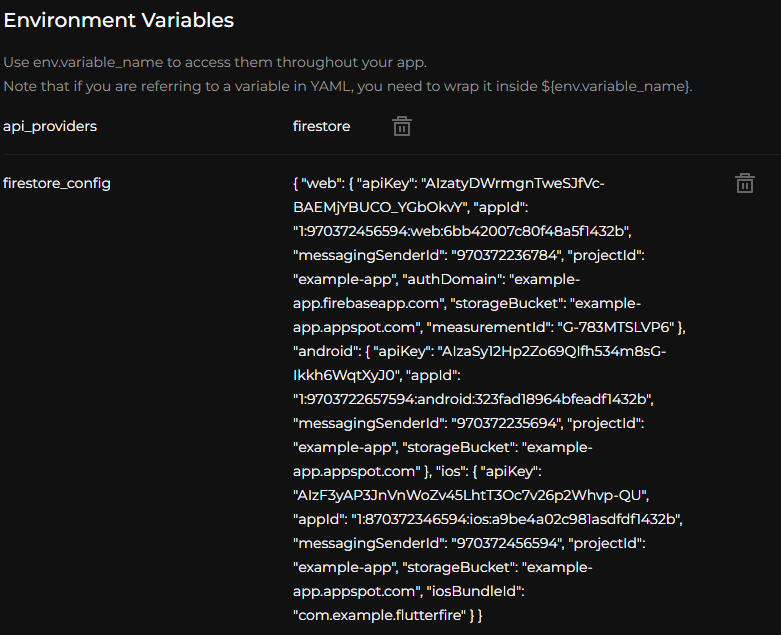 Environment Variables
Use env.variable_name to access them throughout your app.
Note that if you are referring to a variable in YAML, you need to wrap it inside ${env.variable_name}.
api_providers firestore
firestore_config { "web": { "apiKey": "AIzatyDWrmgnTweSJfVc-
BAEMjYBUCO_YGbOkvY", "appId":
"1:970372456594:web:6bb42007c80f48a5f1432b",
"messagingSenderId": "970372236784", "projectId":
"example-app", "authDomain": "example-
app.firebaseapp.com", "storageBucket": "example-
app.appspot.com", "measurementId": "G-783MTSLVP6" },
"android": { "apiKey": "AIzaSy12Hp2Zo69QIfh534m8sG-
Ikkh6WqtXyJ0", "appId":
"1:9703722657594:android:323fad18964bfeadf1432b",
"messagingSenderId": "970372235694", "projectId":
"example-app", "storageBucket": "example-
app.appspot.com" }, "ios": { "apiKey":
"AIzF3yAP3JnVnWoZv45LhtT3Oc7v26p2Whvp-QU",
"appId": "1:870372346594:ios:a9be4a02c981asdfdf1432b",
"messagingSenderId": "970372456594", "projectId":
"example-app", "storageBucket": "example-
app.appspot.com", "iosBundleId":
"com.example.flutterfire" } }